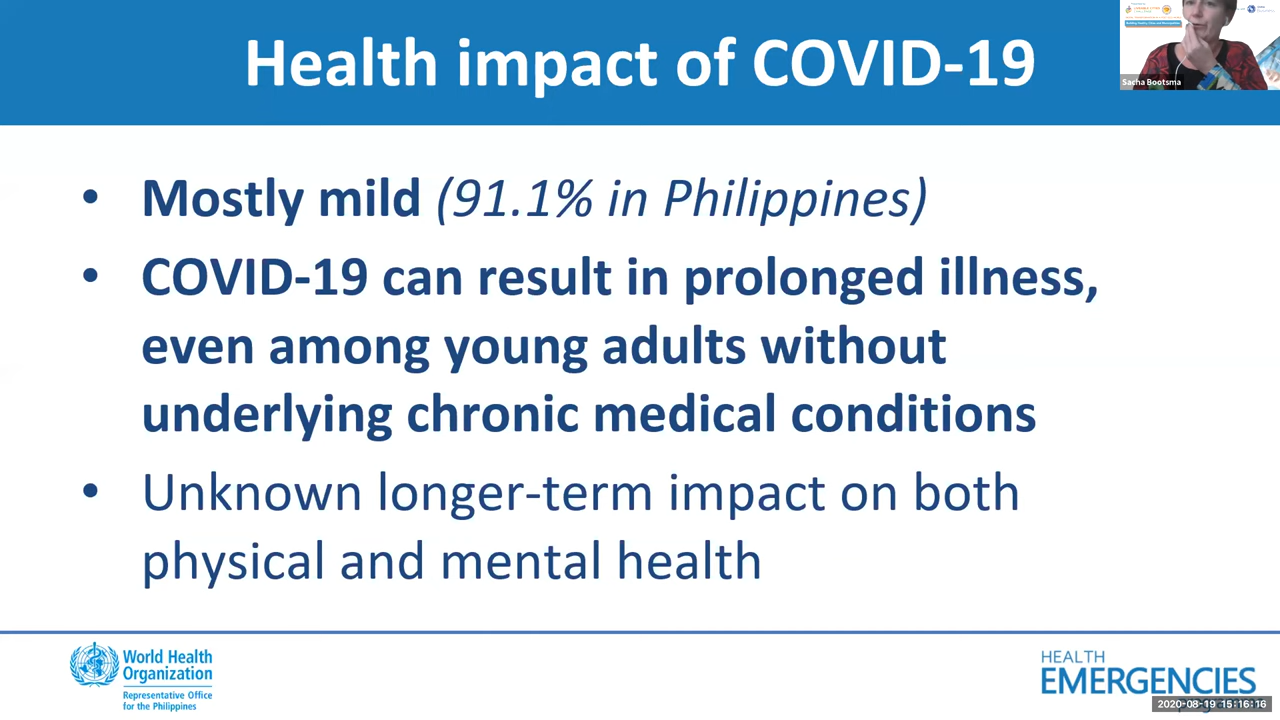 Health impact of COVID-19
Sacha Bootsma
• Mostly mild (91.1% in Philippines)
• COVID-19 can result in prolonged illness,
even among young adults without
underlying chronic medical conditions
• Unknown longer-term impact on both
physical and mental health
World Health
Organization
Representative Office
for the Philippines
HEALTH
EMERGENCIES
programme
2020-08-19 15:16:16